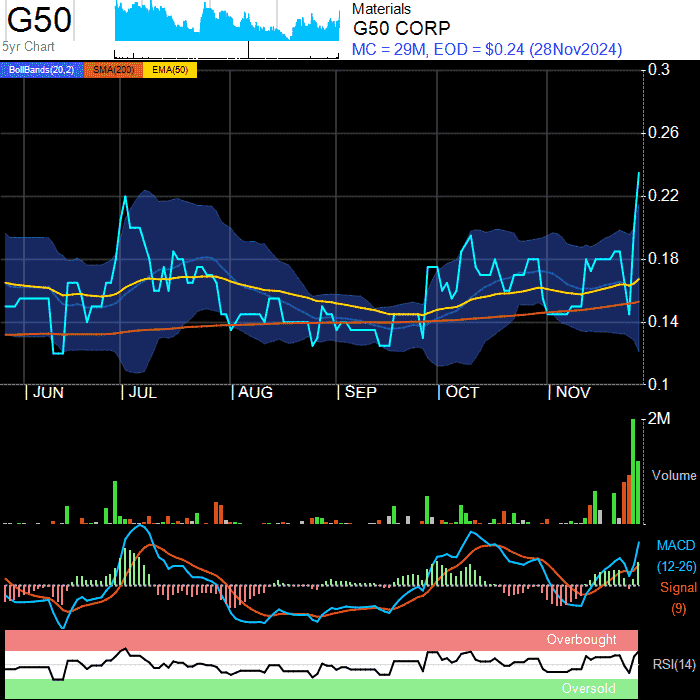 G50
5yr Chart
Materials
G50 CORP
MC = 29M, EOD = $0.24 (28Nov2024)
BollBands(20,2) SMA(200) EMA(50)
0.3
0.26
0.22
0.18
0.14
0.1
JUN JUL AUG SEP OCT NOV
2M
Volume
MACD
(12-26)
Signal
(9)
Overbought
RSI(14)
Oversold